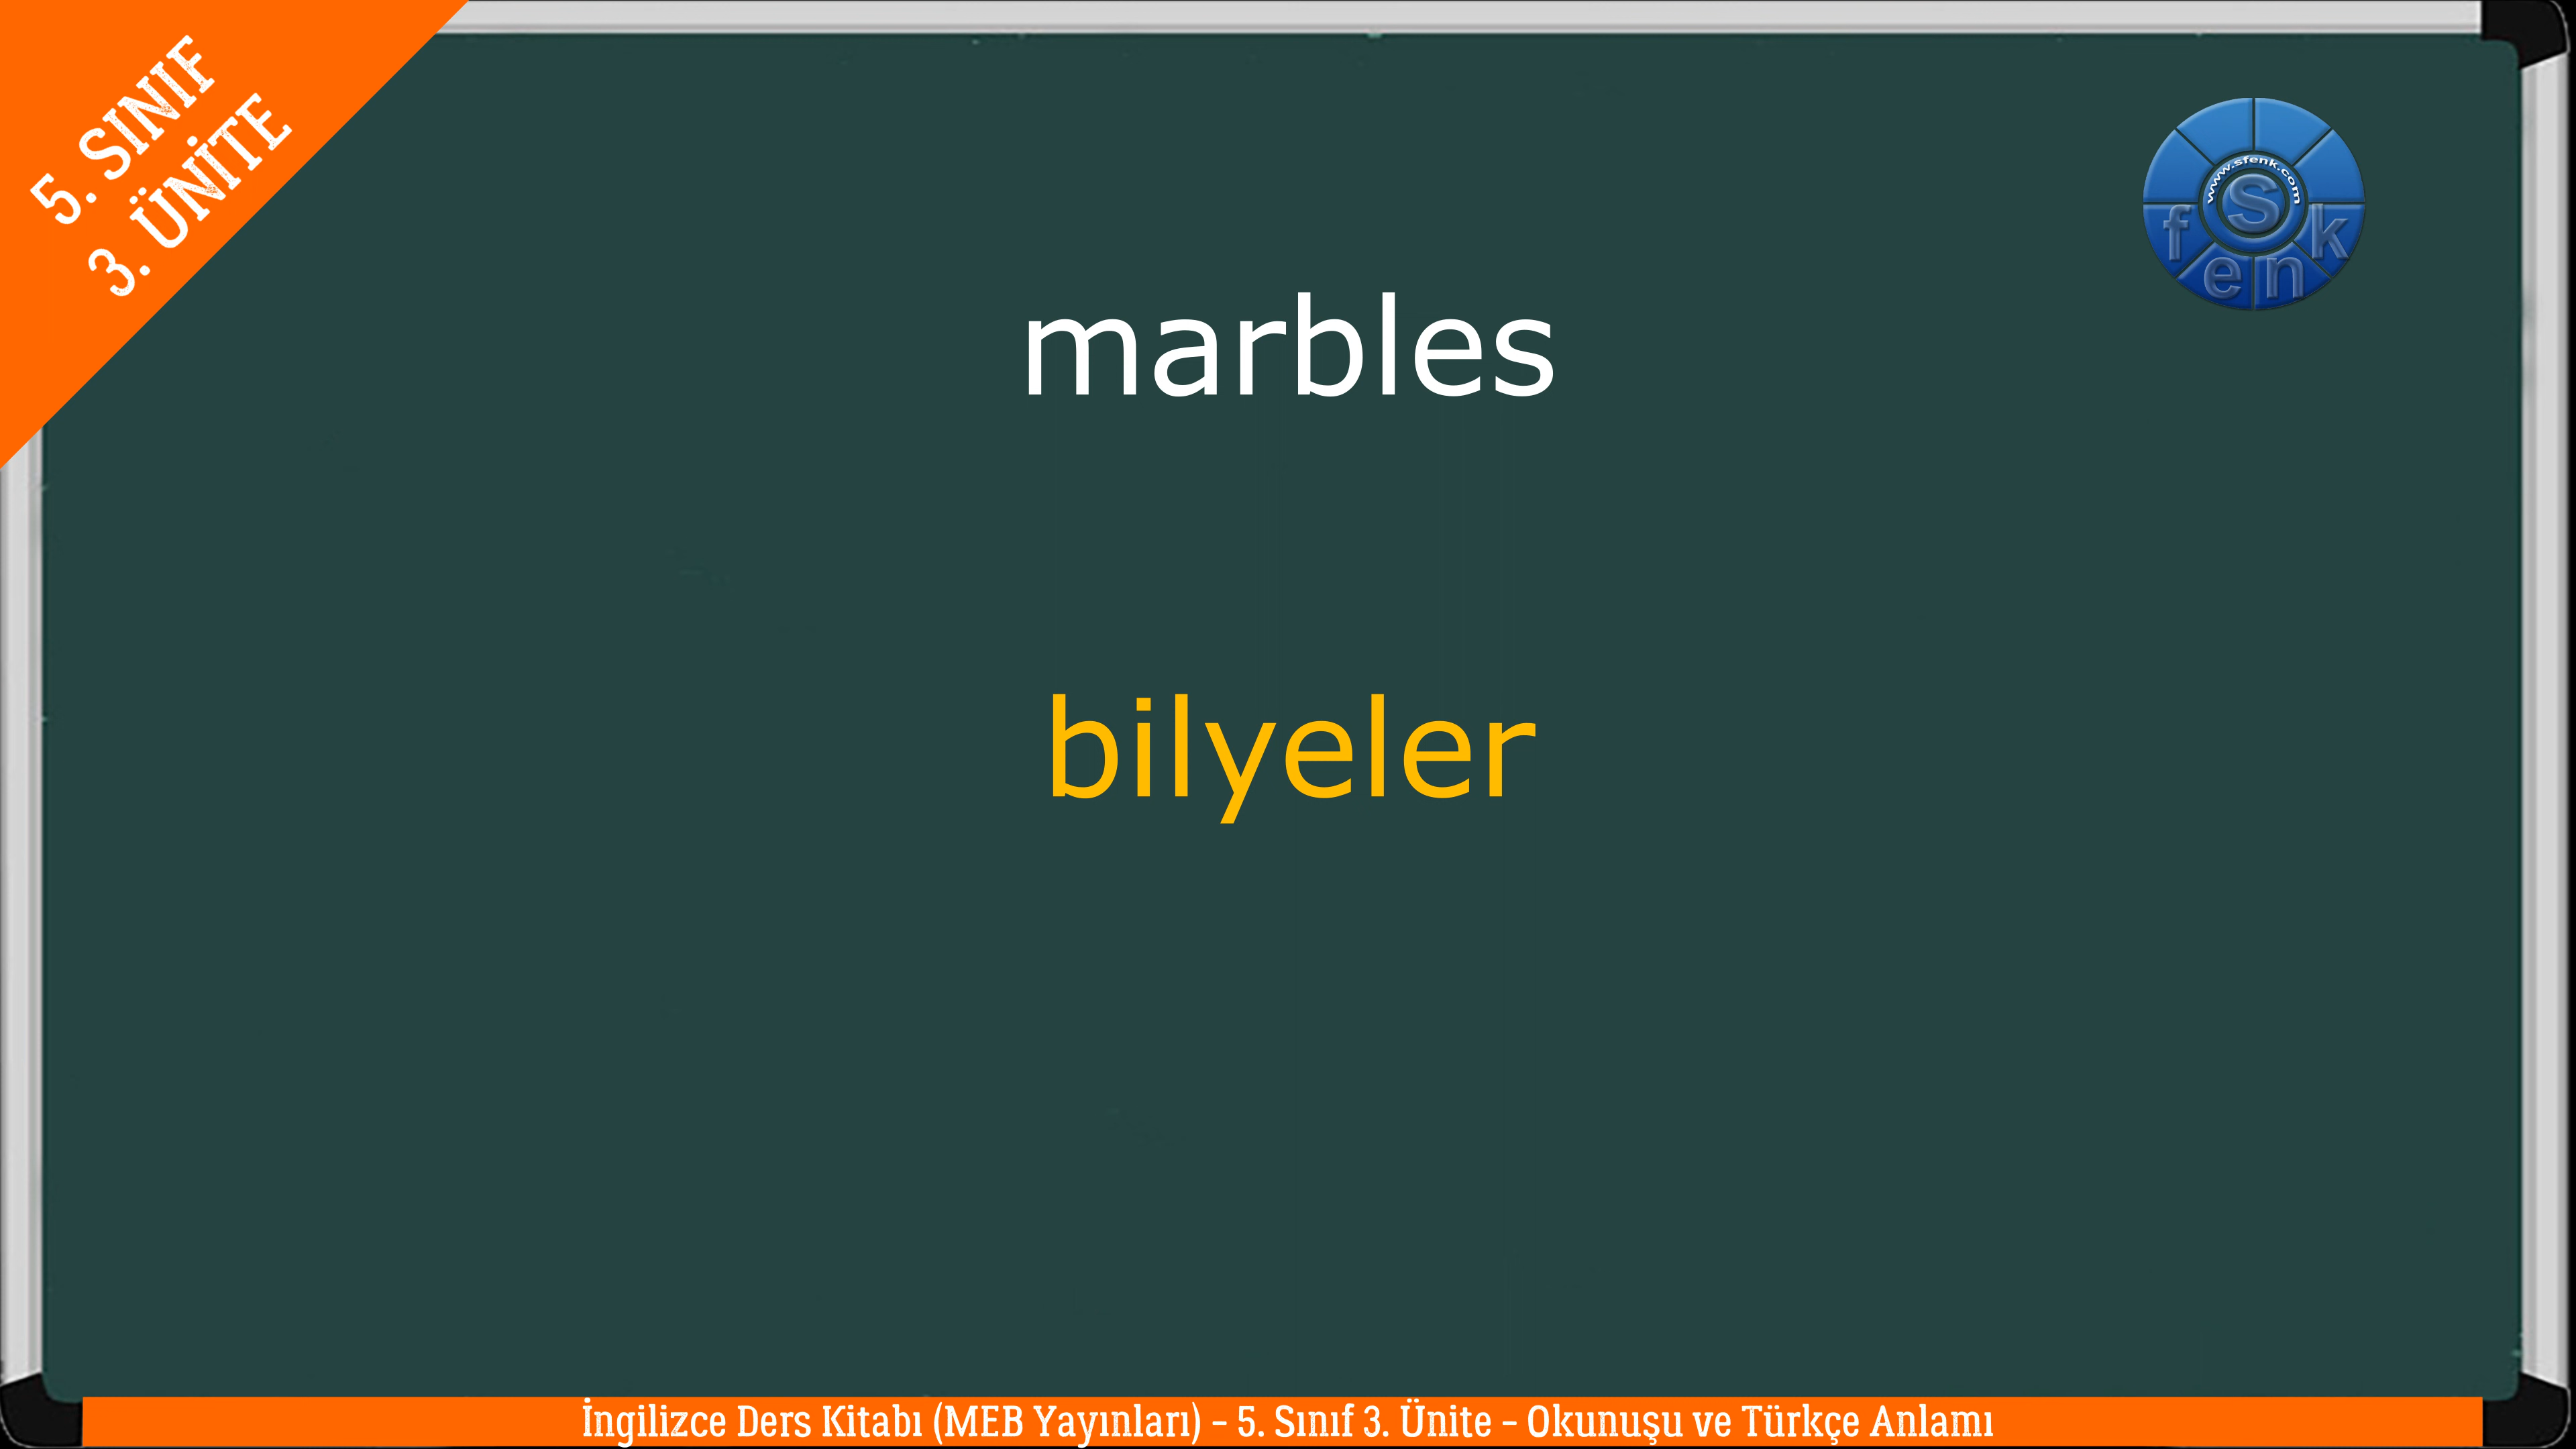 5. SINIF
3. ÜNİTE
www.sfenk.com
S
f e n k
marbles
bilyeler
İngilizce Ders Kitabı (MEB Yayınları) – 5. Sınıf 3. Ünite – Okunuşu ve Türkçe Anlamı